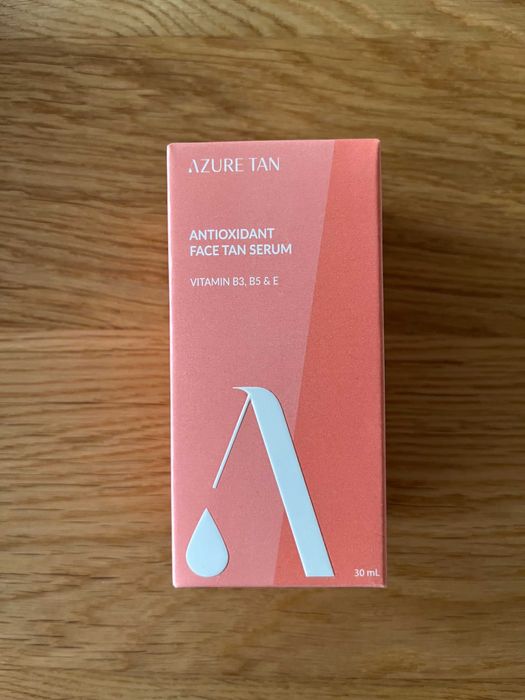 AZURE TAN
ANTIOXIDANT
FACE TAN SERUM
VITAMIN B3, B5 & E
30 mL